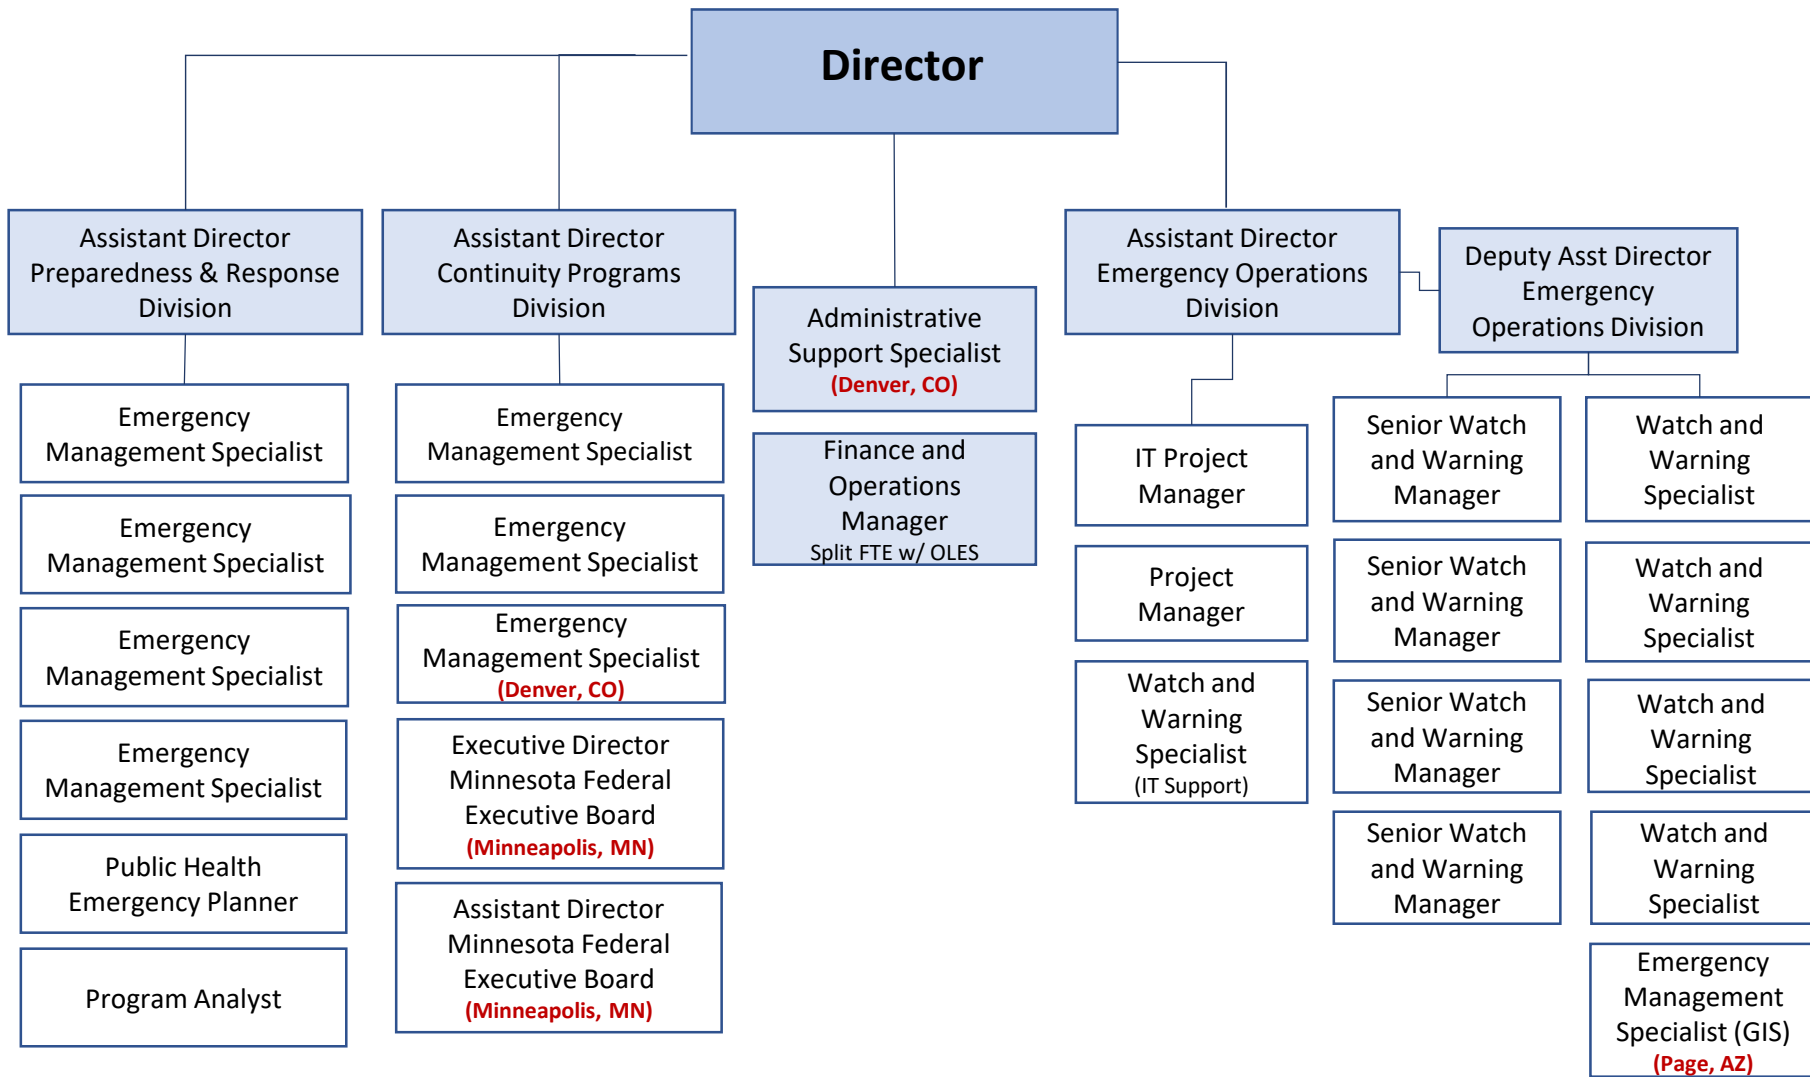 Director
Assistant Director
Preparedness & Response
Division
Emergency
Management Specialist
Emergency
Management Specialist
Emergency
Management Specialist
Emergency
Management Specialist
Public Health
Emergency Planner
Program Analyst
Assistant Director
Continuity Programs
Division
Emergency
Management Specialist
Emergency
Management Specialist
Emergency
Management Specialist
(Denver, CO)
Executive Director
Minnesota Federal
Executive Board
(Minneapolis, MN)
Assistant Director
Minnesota Federal
Executive Board
(Minneapolis, MN)
Administrative
Support Specialist
(Denver, CO)
Finance and
Operations
Manager
Split FTE w/ OLES
Assistant Director
Emergency Operations
Division
IT Project
Manager
Project
Manager
Watch and
Warning
Specialist
(IT Support)
Deputy Asst Director
Emergency
Operations Division
Senior Watch
and Warning
Manager
Senior Watch
and Warning
Manager
Senior Watch
and Warning
Manager
Senior Watch
and Warning
Manager
Watch and
Warning
Specialist
Watch and
Warning
Specialist
Watch and
Warning
Specialist
Watch and
Warning
Specialist
Emergency
Management
Specialist (GIS)
(Page, AZ)